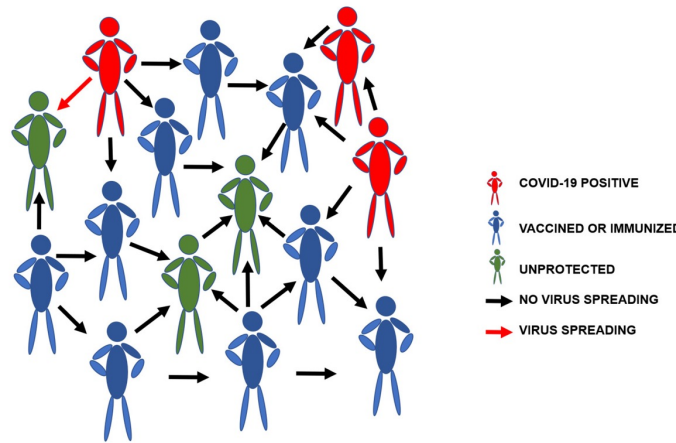 COVID-19 POSITIVE
VACCINED OR IMMUNIZED
UNPROTECTED
NO VIRUS SPREADING
VIRUS SPREADING